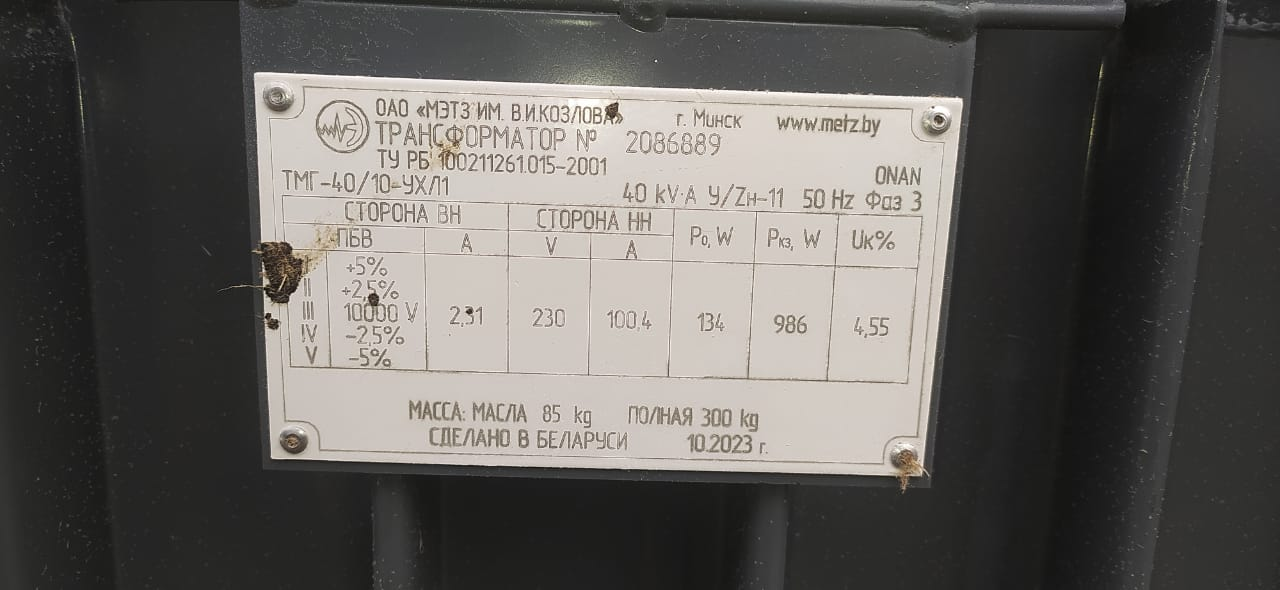 ОАО «МЭТЗ ИМ. В.И.КОЗЛОВА» г. Минск www.metz.by
ТРАНСФОРМАТОР № 2086889
ТУ РБ 100211261.015-2001
ONAN
ТМГ-40/10-УХЛ1 40 kV·A У/Zн-11 50 Hz Фаз 3
СТОРОНА ВН СТОРОНА НН P₀, W Pкз, W Uк%
ПБВ A V A
+5%
II +2,5%
III 10000 V 2,31 230 100,4 134 986 4,55
IV -2,5%
V -5%
МАССА: МАСЛА 85 kg ПОЛНАЯ 300 kg
СДЕЛАНО В БЕЛАРУСИ 10.2023 г.